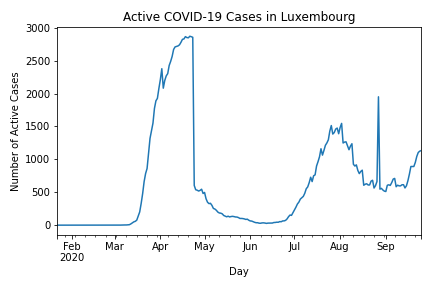 Active COVID-19 Cases in Luxembourg
Number of Active Cases
3000
2500
2000
1500
1000
500
0
Feb Mar Apr May Jun Jul Aug Sep
2020
Day